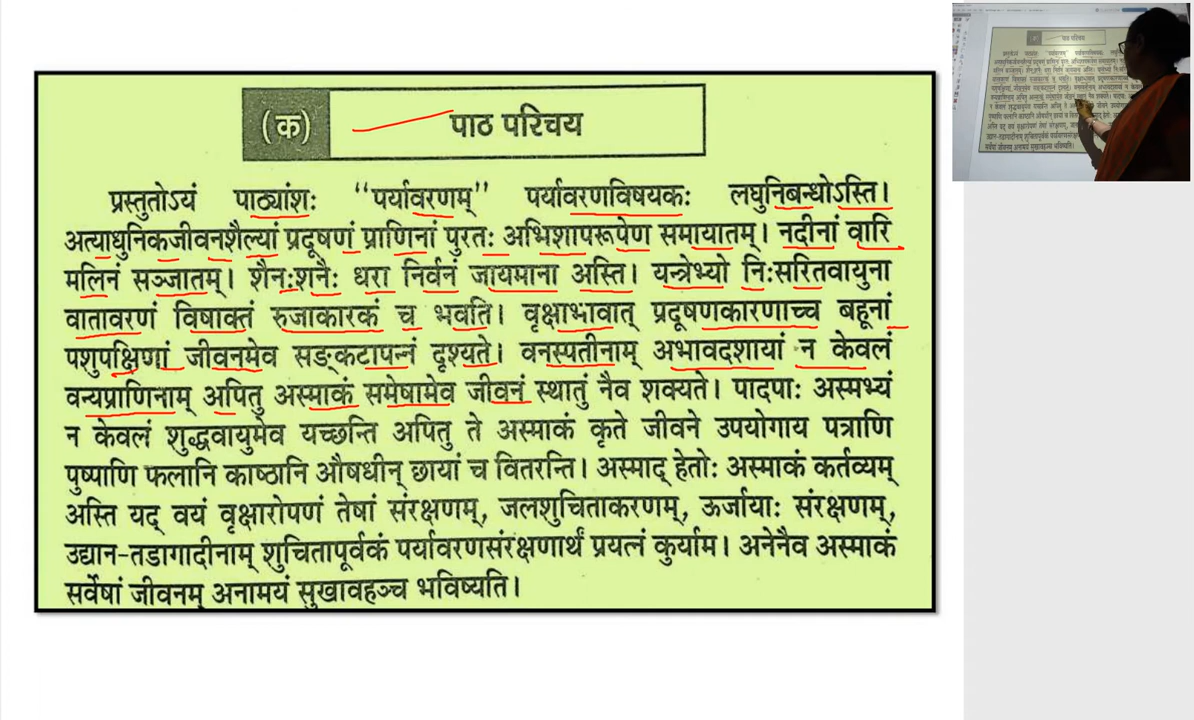 (क) पाठ परिचय
प्रस्तुतोऽयं पाठ्यांशः “पर्यावरणम्” पर्यावरणविषयकः लघुनिबन्धोऽस्ति।
अत्याधुनिकजीवनशैल्यां प्रदूषणं प्राणिनां पुरतः अभिशापरूपेण समायातम्। नदीनां वारि
मलिनं सञ्जातम्। शैनःशनैः धरा निर्वनं जायमाना अस्ति। यन्त्रेभ्यो निःसरितवायुना
वातावरणं विषाक्तं रुजाकारकं च भवति। वृक्षाभावात् प्रदूषणकारणाच्च बहूनां
पशुपक्षिणां जीवनमेव सङ्कटापन्नं दृश्यते। वनस्पतीनाम् अभावदशायां न केवलं
वन्यप्राणिनाम् अपितु अस्माकं समेषामेव जीवनं स्थातुं नैव शक्यते। पादपाः अस्मभ्यं
न केवलं शुद्धवायुमेव यच्छन्ति अपितु ते अस्माकं कृते जीवने उपयोगाय पत्राणि
पुष्पाणि फलानि काष्ठानि औषधीन् छायां च वितरन्ति। अस्माद् हेतोः अस्माकं कर्तव्यम्
अस्ति यद् वयं वृक्षारोपणं तेषां संरक्षणम्, जलशुचिताकरणम्, ऊर्जायाः संरक्षणम्,
उद्यान-तडागादीनाम् शुचितापूर्वकं पर्यावरणसंरक्षणार्थं प्रयत्नं कुर्याम। अनेनैव अस्माकं
सर्वेषां जीवनम् अनामयं सुखावहञ्च भविष्यति।